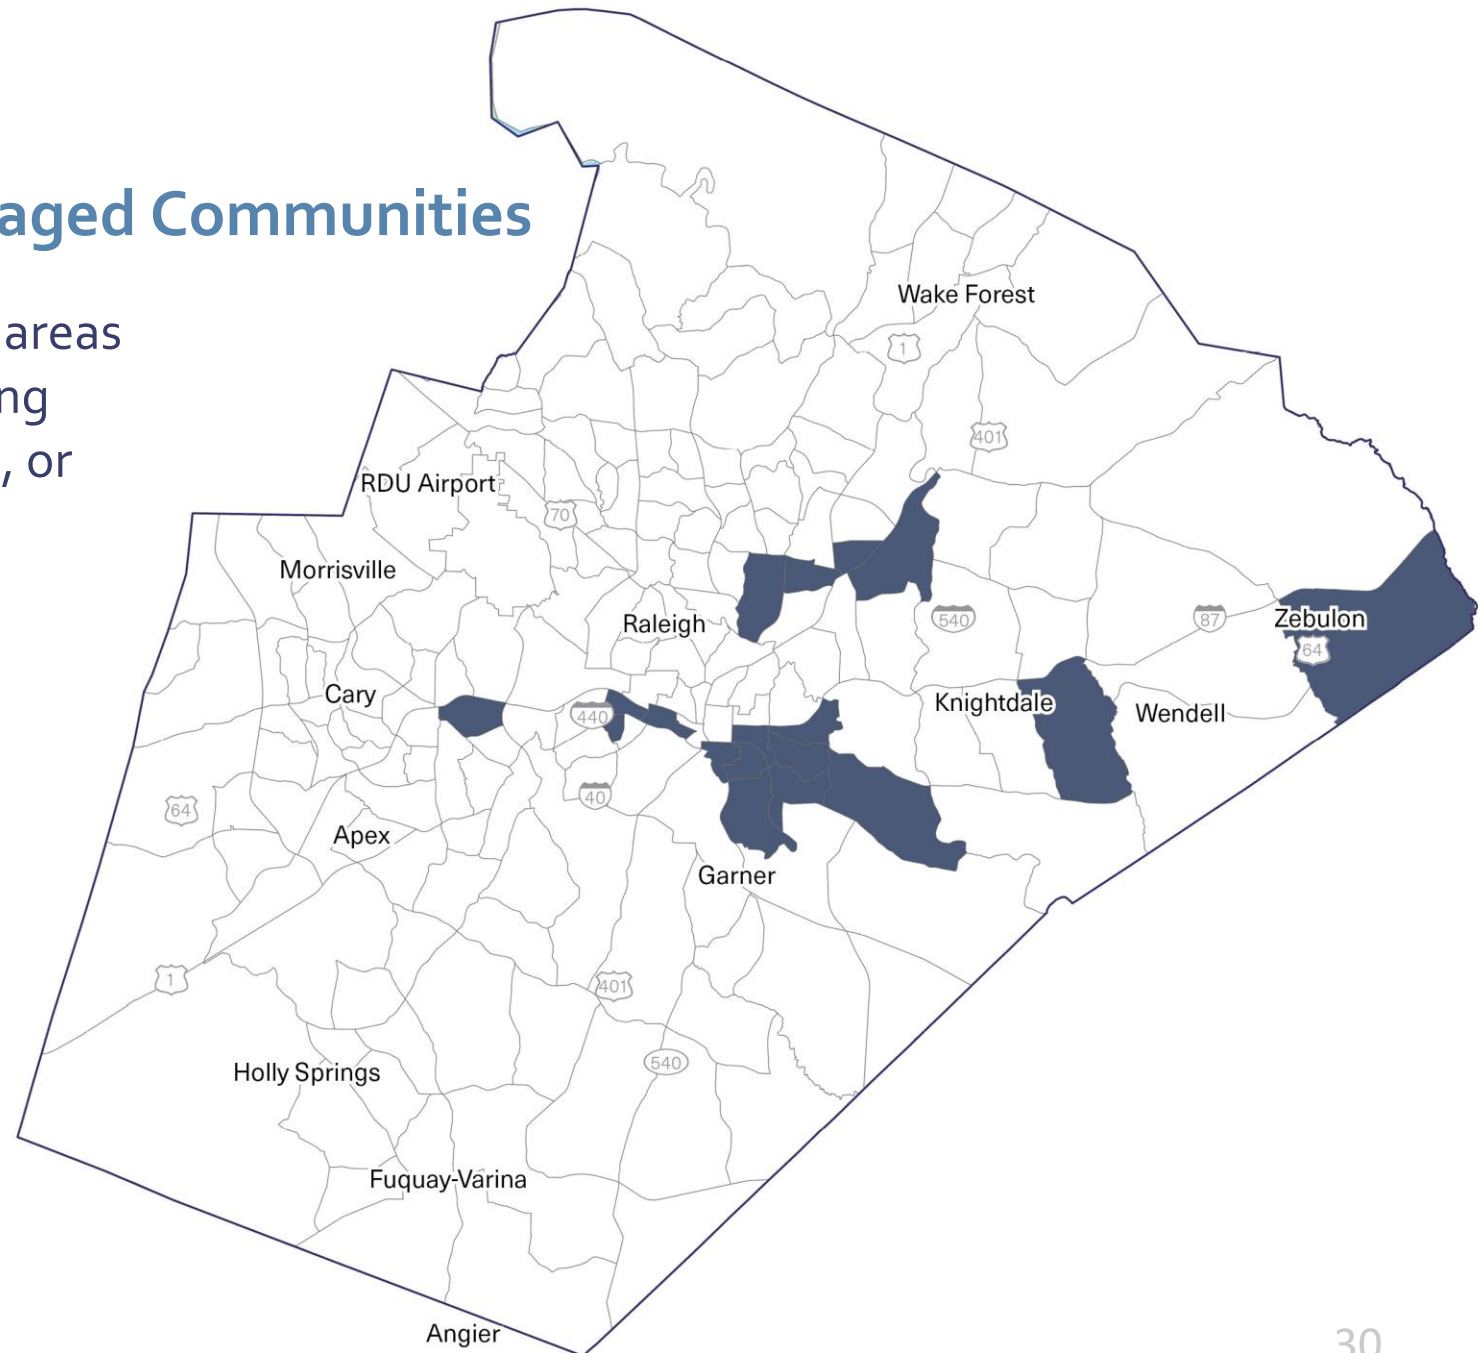 aged Communities
areas
ng
, or
Wake Forest
1
401
RDU Airport
70
Morrisville
Raleigh
540
87
Zebulon
64
Cary
440
Knightdale
Wendell
40
64
Apex
Garner
1
401
540
Holly Springs
Fuquay-Varina
Angier
30